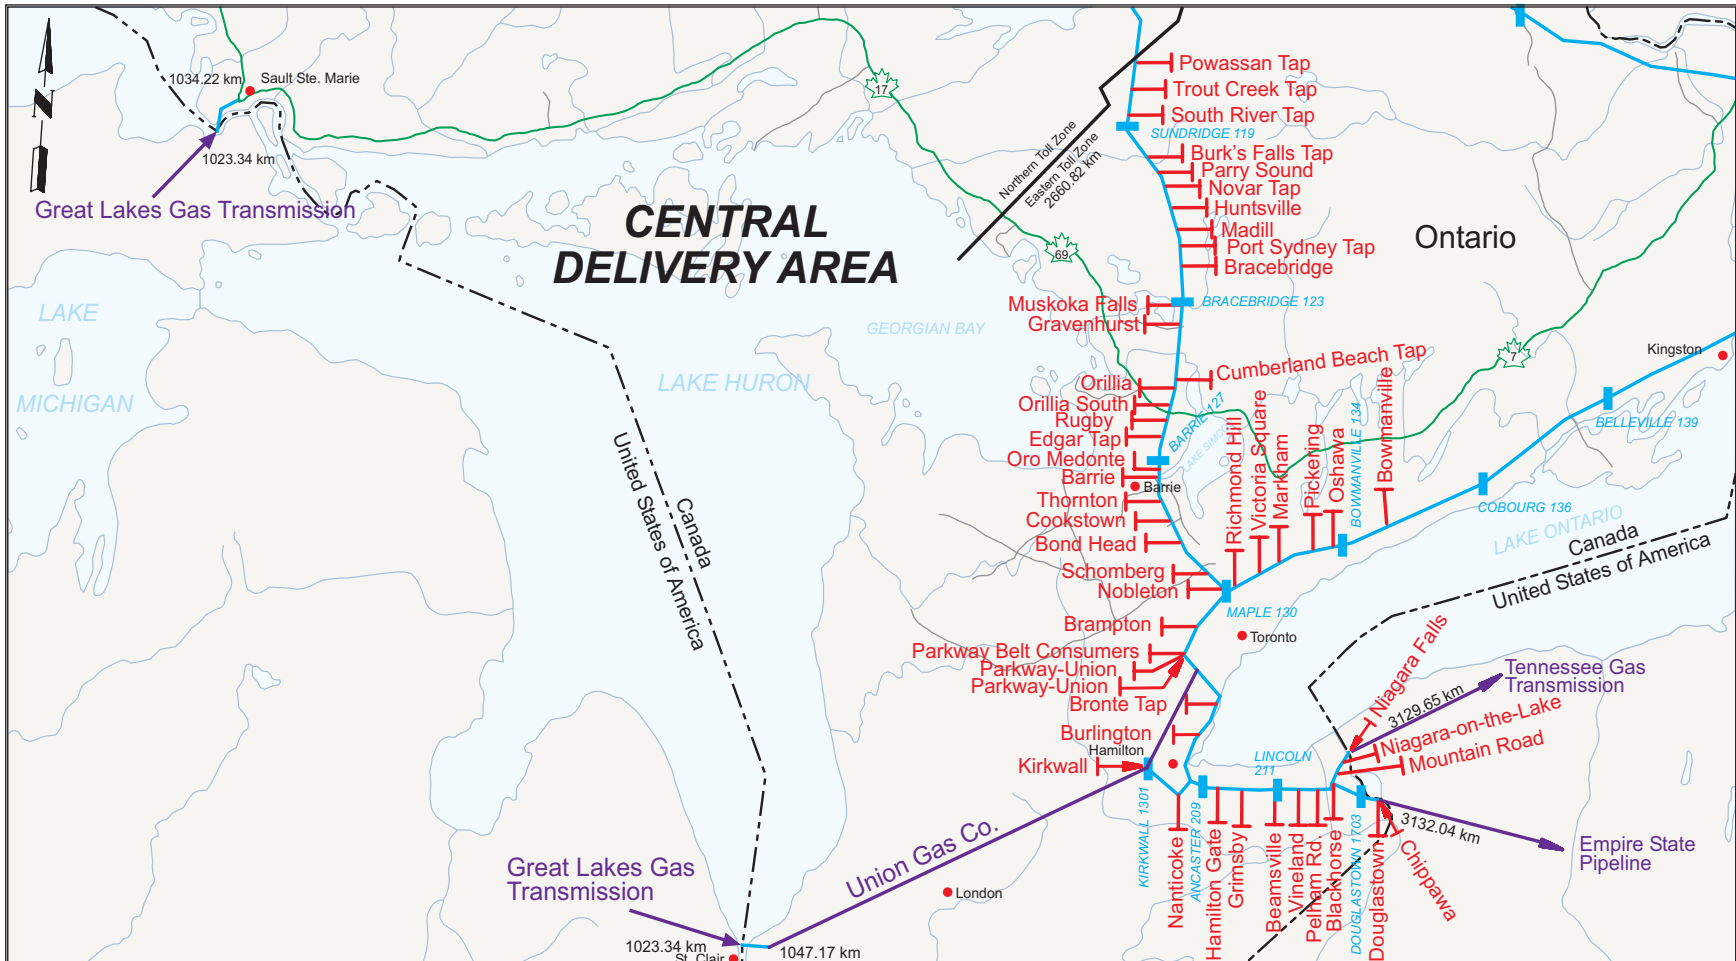 1034.22 km
Sault Ste. Marie
N
1023.34 km
Great Lakes Gas Transmission
17
CENTRAL
DELIVERY AREA
Northern Toll Zone
Eastern Toll Zone
2660.82 km
69
Powassan Tap
Trout Creek Tap
South River Tap
SUNDRIDGE 119
Burk's Falls Tap
Parry Sound
Novar Tap
Huntsville
Madill
Port Sydney Tap
Bracebridge
Ontario
BRACEBRIDGE 123
Muskoka Falls
Gravenhurst
LAKE
MICHIGAN
GEORGIAN BAY
LAKE HURON
Cumberland Beach Tap
7
Kingston
Orillia
Orillia South
Rugby
Edgar Tap
Oro Medonte
Barrie
Barrie
Thornton
Cookstown
Bond Head
Schomberg
Nobleton
BARRIE 127
LAKE SIMCOE
Richmond Hill
Victoria Square
Markham
Pickening
Oshawa
BOWMANVILLE 134
Bowmanville
BELLEVILLE 139
COBOURG 136
LAKE ONTARIO
Canada
United States of America
Canada
United States of America
MAPLE 130
Toronto
Brampton
Parkway Belt Consumers
Parkway-Union
Parkway-Union
Bronte Tap
Burlington
Hamilton
Kirkwall
LINCOLN
211
Niagara Falls
3129.65 km
Tennessee Gas
Transmission
Niagara-on-the-Lake
Mountain Road
KIRKWALL 1301
Nanticoke
ANCASTER 209
Hamilton Gate
Grimsby
Beamsville
Vineland
Pelham Rd.
Blackhorse
DOUGLASTOWN 1703
Douglastown
Chippawa
3132.04 km
Empire State
Pipeline
Union Gas Co.
London
Great Lakes Gas
Transmission
1023.34 km
St. Clair
1047.17 km